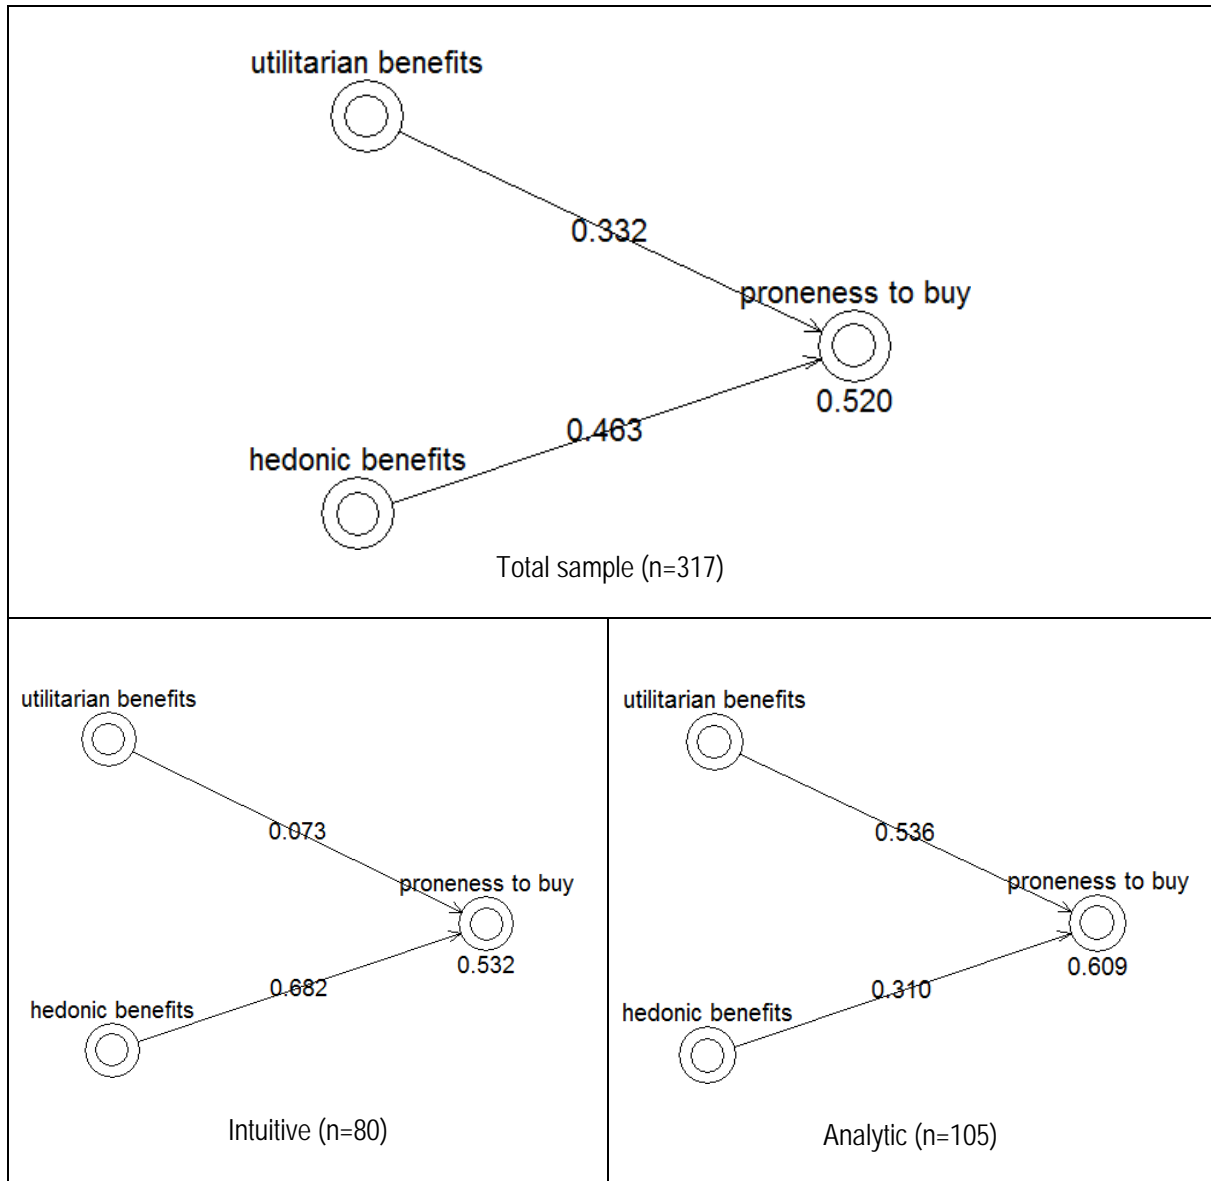 utilitarian benefits
0.332
proneness to buy
0.520
0.463
hedonic benefits
Total sample (n=317)
utilitarian benefits
0.073
proneness to buy
0.532
0.682
hedonic benefits
Intuitive (n=80)
utilitarian benefits
0.536
proneness to buy
0.609
0.310
hedonic benefits
Analytic (n=105)